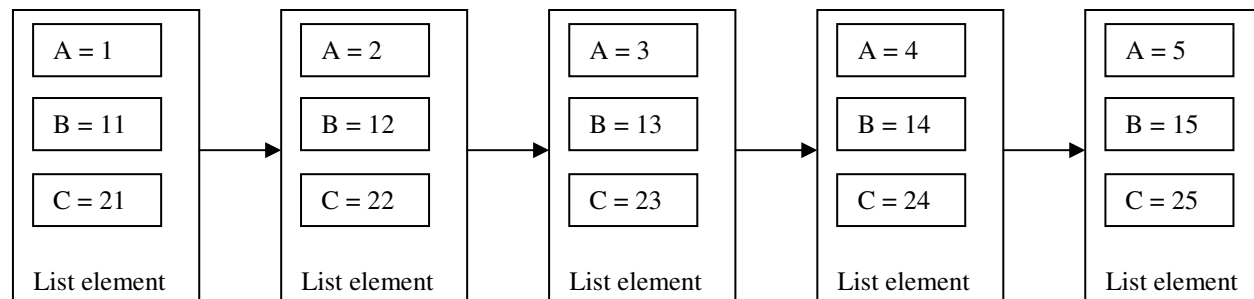 A = 1
B = 11
C = 21
List element
A = 2
B = 12
C = 22
List element
A = 3
B = 13
C = 23
List element
A = 4
B = 14
C = 24
List element
A = 5
B = 15
C = 25
List element